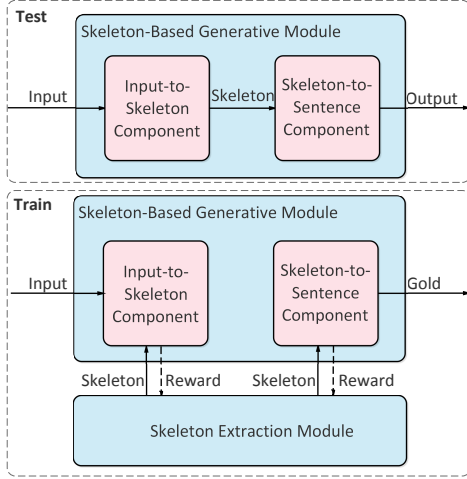 Test
Skeleton-Based Generative Module
Input
Input-to-
Skeleton
Component
Skeleton
Skeleton-to-
Sentence
Component
Output
Train
Skeleton-Based Generative Module
Input
Input-to-
Skeleton
Component
Skeleton-to-
Sentence
Component
Gold
Skeleton
Reward
Skeleton
Reward
Skeleton Extraction Module